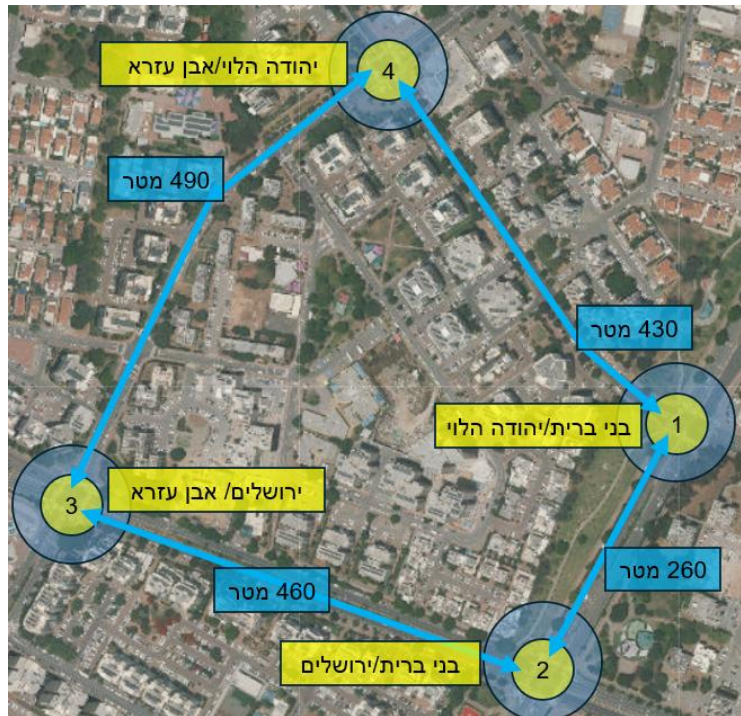 יהודה הלוי/אבן עזרא
4
490 מטר
430 מטר
בני ברית/יהודה הלוי
1
ירושלים/ אבן עזרא
3
260 מטר
460 מטר
בני ברית/ירושלים
2